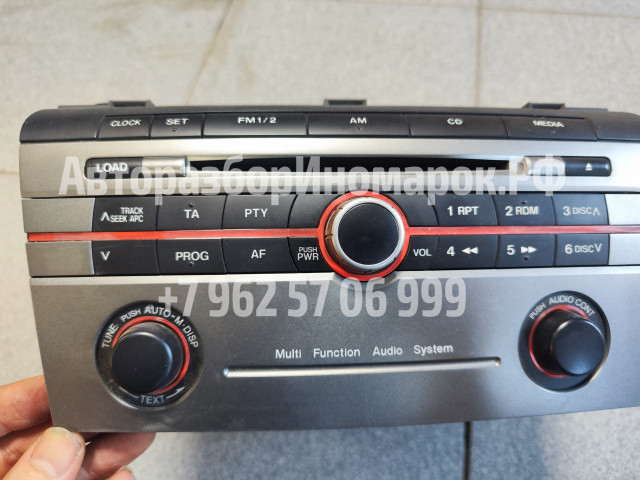 CLOCK SET FM1/2 AM CD MEDIA
LOAD
АвторазборИномарок.РФ
TRACK TA PTY 1 RPT 2 RDM 3 DISC ∧
∧ SEEK APC
∨ PROG AF PUSH PWR VOL 4 ◀◀ 5 ▶▶ 6 DISC ∨
+7 962 57 06 999
TUNE PUSH AUTO-M·DISP
TEXT
PUSH AUDIO CONT
Multi Function Audio System